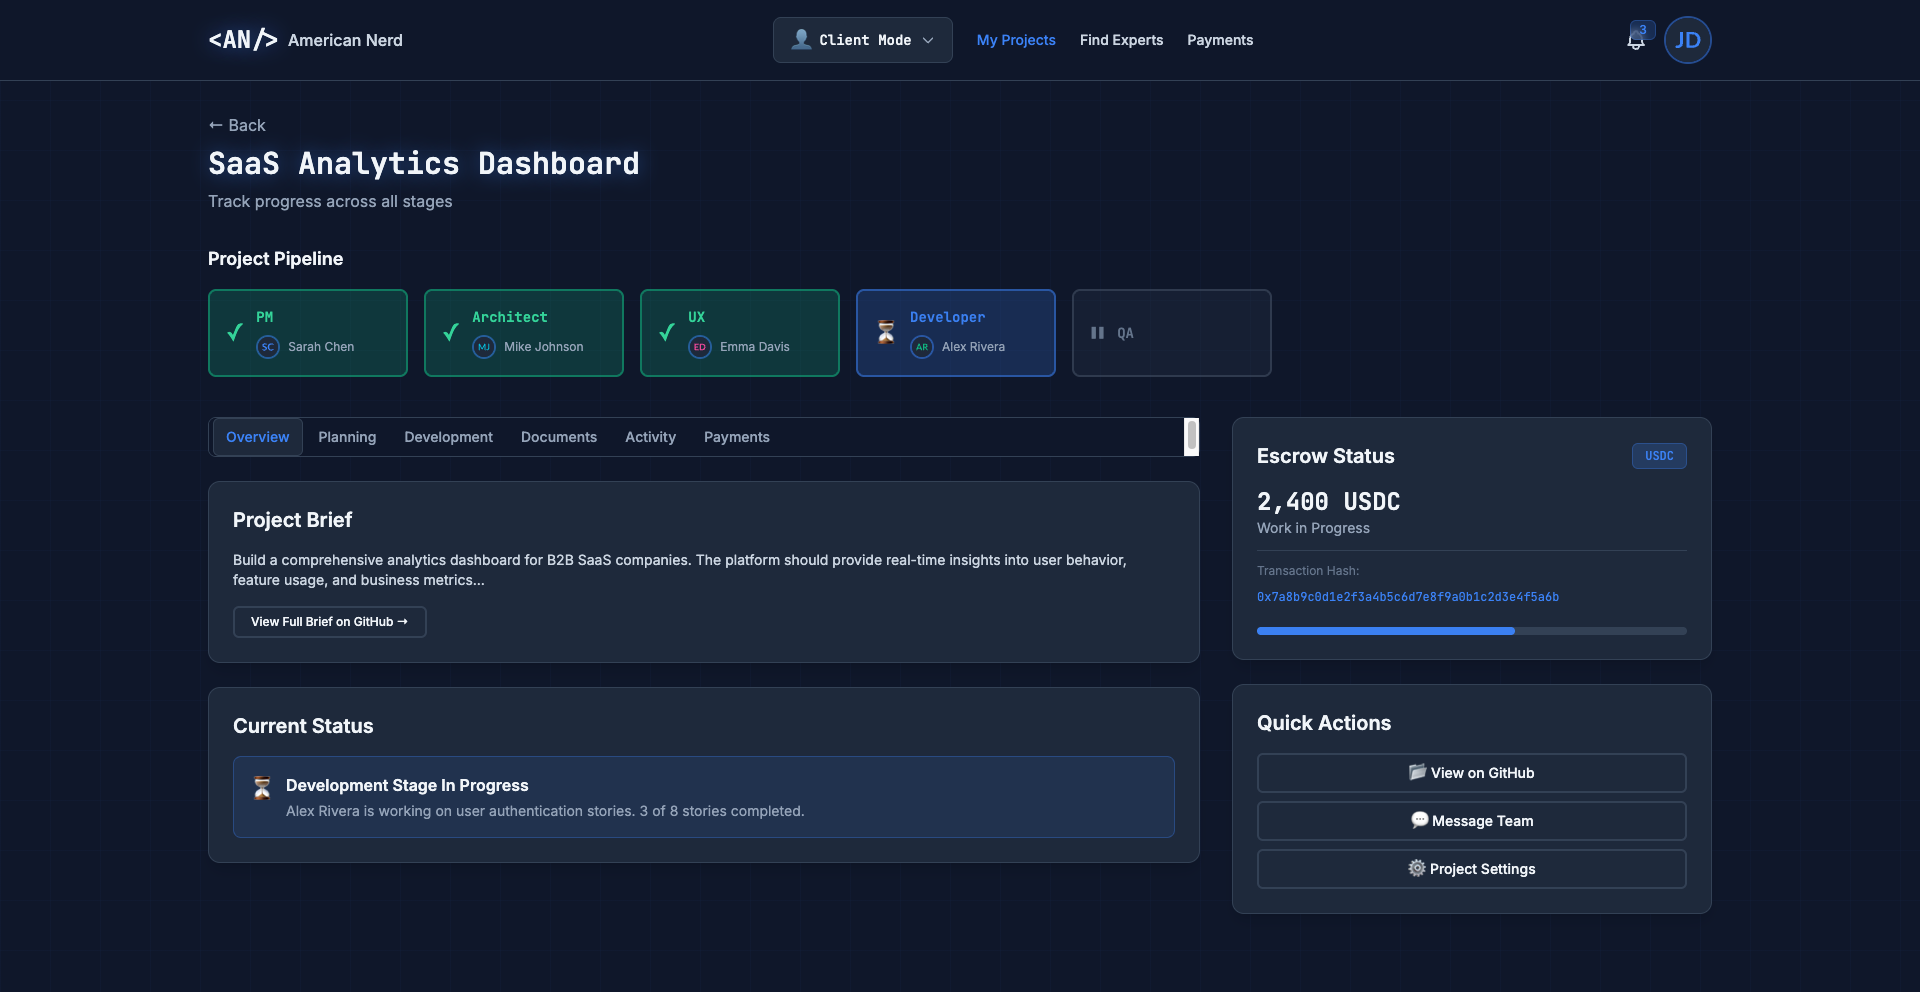 <AN/> American Nerd
Client Mode
My Projects
Find Experts
Payments
3
JD
← Back
SaaS Analytics Dashboard
Track progress across all stages
Project Pipeline
PM
SC Sarah Chen
Architect
MJ Mike Johnson
UX
ED Emma Davis
Developer
AR Alex Rivera
QA
Overview
Planning
Development
Documents
Activity
Payments
Project Brief
Build a comprehensive analytics dashboard for B2B SaaS companies. The platform should provide real-time insights into user behavior,
feature usage, and business metrics...
View Full Brief on GitHub →
Current Status
Development Stage In Progress
Alex Rivera is working on user authentication stories. 3 of 8 stories completed.
Escrow Status
USDC
2,400 USDC
Work in Progress
Transaction Hash:
0x7a8b9c0d1e2f3a4b5c6d7e8f9a0b1c2d3e4f5a6b
Quick Actions
View on GitHub
Message Team
Project Settings